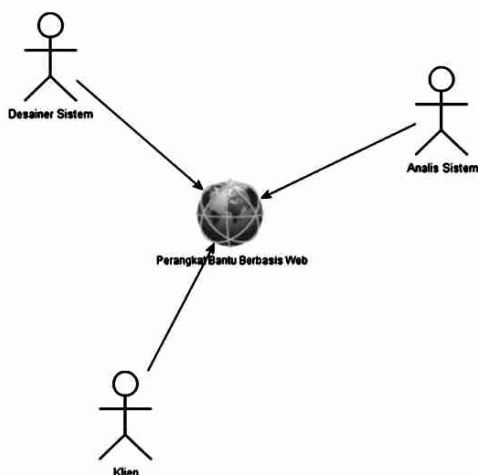 Desainer Sistem
Analis Sistem
Perangkat Bantu Berbasis Web
Klien